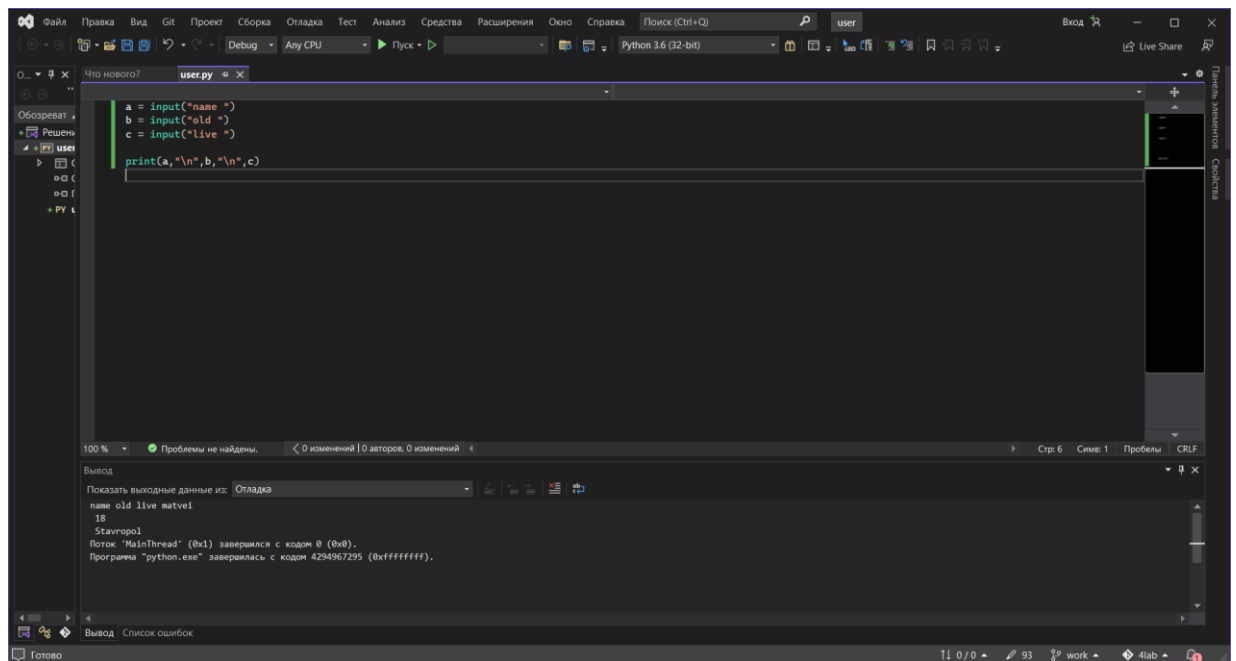 Файл Правка Вид Git Проект Сборка Отладка Тест Анализ Средства Расширения Окно Справка Поиск (Ctrl+Q) user Вход
Debug Any CPU Пуск Python 3.6 (32-bit) Live Share
О... Что нового? user.py
Обозреват
Решени
PY user
PY
a = input("name ")
b = input("old ")
c = input("live ")
print(a,"\n",b,"\n",c)
Панель элементов
Свойства
100 % Проблемы не найдены. 0 изменений | 0 авторов, 0 изменений Стр: 6 Симв: 1 Пробелы CRLF
Вывод
Показать выходные данные из: Отладка
name old live matvei
18
Stavropol
Поток 'MainThread' (0x1) завершился с кодом 0 (0x0).
Программа "python.exe" завершилась с кодом 4294967295 (0xffffffff).
Вывод Список ошибок
Готово 0 / 0 93 work 4lab